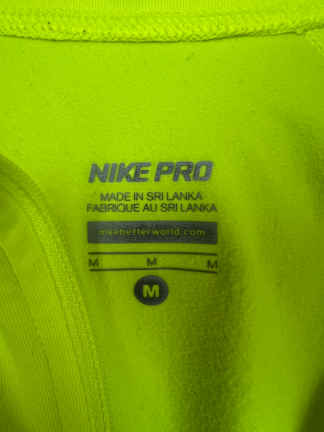 NIKE PRO
MADE IN SRI LANKA
FABRIQUE AU SRI LANKA
nikebetterworld.com
M M M
M